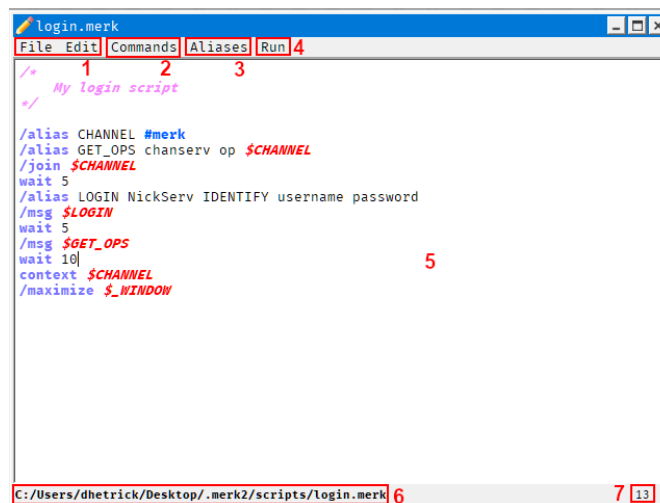 login.merk
File Edit Commands Aliases Run 4
1 2 3
/*
My login script
*/
/alias CHANNEL #merk
/alias GET_OPS chanserv op $CHANNEL
/join $CHANNEL
wait 5
/alias LOGIN NickServ IDENTIFY username password
/msg $LOGIN
wait 5
/msg $GET_OPS
wait 10
5
context $CHANNEL
/maximize $_WINDOW
C:/Users/dhetrick/Desktop/.merk2/scripts/login.merk 6 7 13